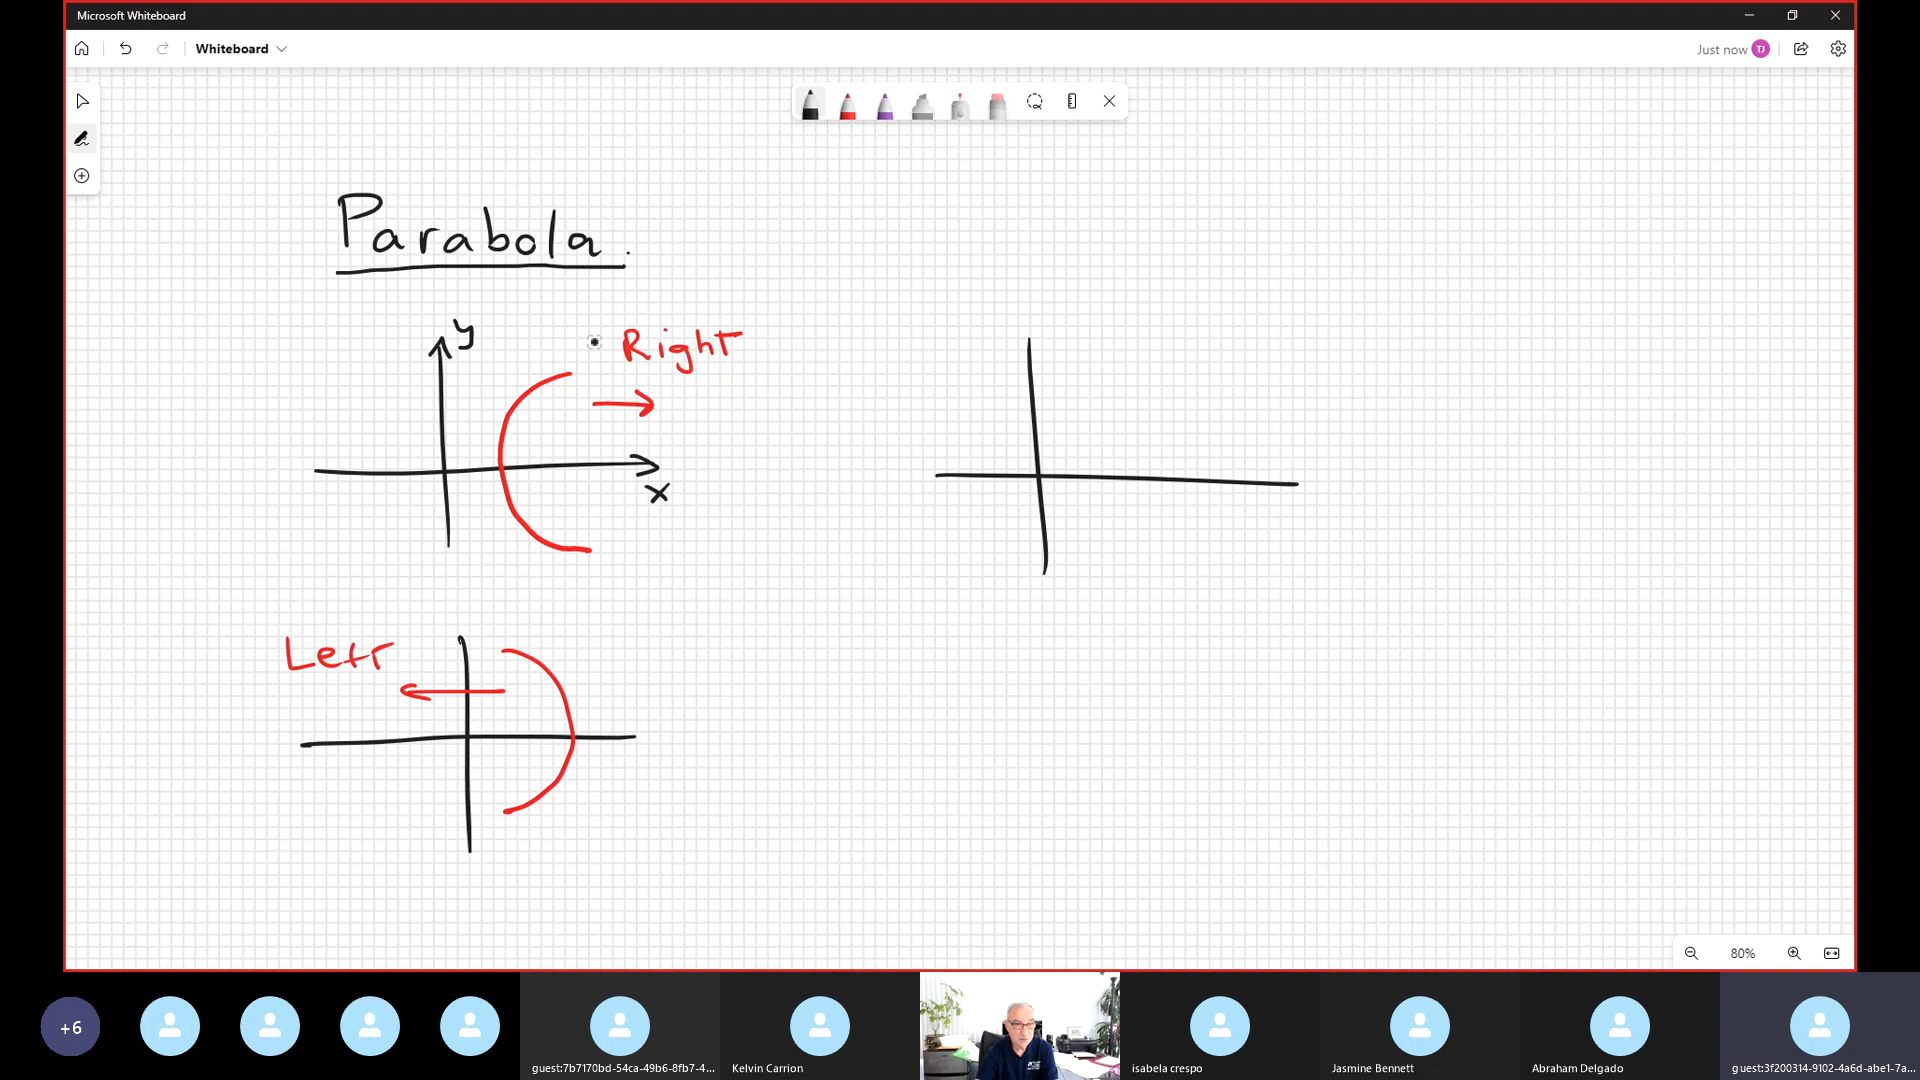 Microsoft Whiteboard
Whiteboard
Just now TJ
Parabola.
y
Right
x
Left
80%
+6
guest:7b7170bd-54ca-49b6-8fb7-4...
Kelvin Carrion
isabela crespo
Jasmine Bennett
Abraham Delgado
guest:3f200314-9102-4a6d-abe1-7a...